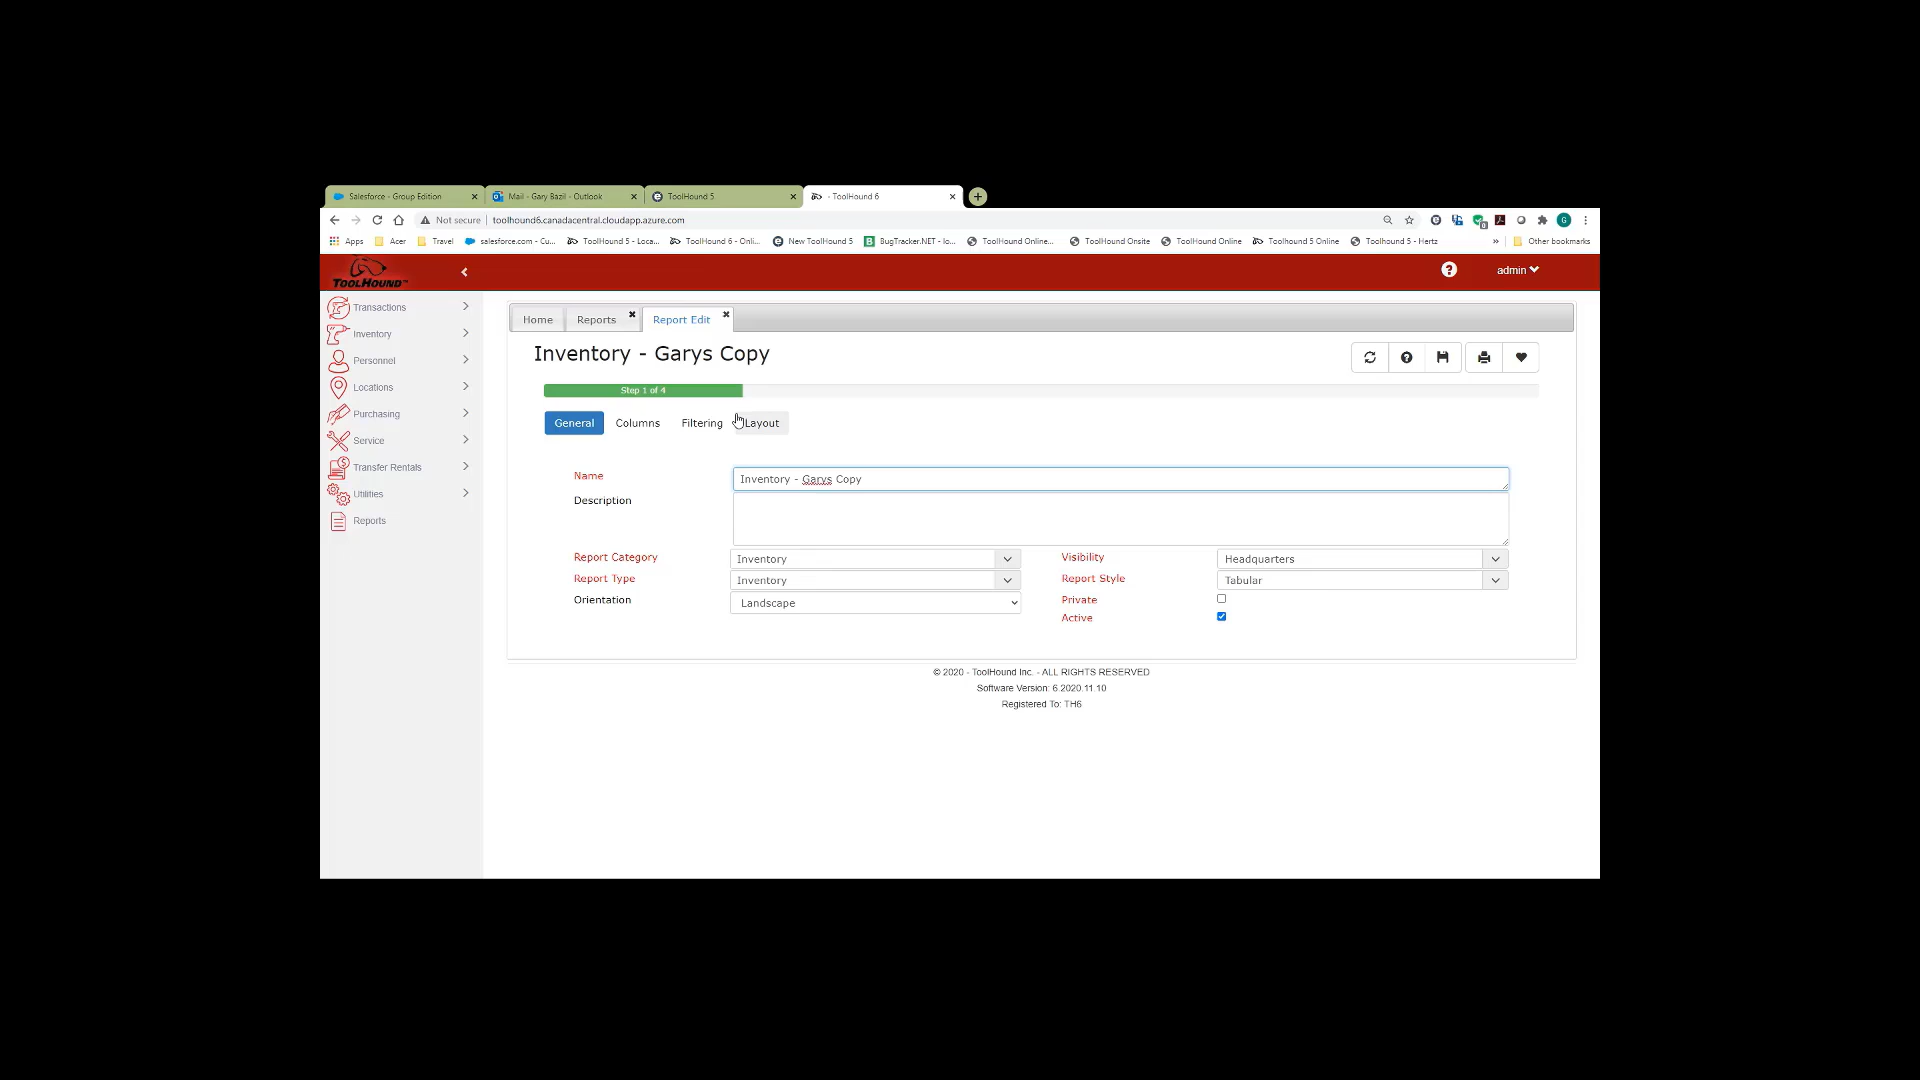 Salesforce - Group Edition
Mail - Gary Bazil - Outlook
ToolHound 5
- ToolHound 6
Not secure
toolhound6.canadacentral.cloudapp.azure.com
G
Apps
Acer
Travel
salesforce.com - Cu...
ToolHound 5 - Loca...
ToolHound 6 - Onli...
New ToolHound 5
BugTracker.NET - lo...
ToolHound Online...
ToolHound Onsite
ToolHound Online
ToolHound 5 Online
Toolhound 5 - Hertz
»
Other bookmarks
TOOLHOUND™
admin
Transactions
Inventory
Personnel
Locations
Purchasing
Service
Transfer Rentals
Utilities
Reports
Home
Reports
Report Edit
Inventory - Garys Copy
Step 1 of 4
General
Columns
Filtering
Layout
Name
Inventory - Garys Copy
Description
Report Category
Inventory
Visibility
Headquarters
Report Type
Inventory
Report Style
Tabular
Orientation
Landscape
Private
Active
© 2020 - ToolHound Inc. - ALL RIGHTS RESERVED
Software Version: 6.2020.11.10
Registered To: TH6